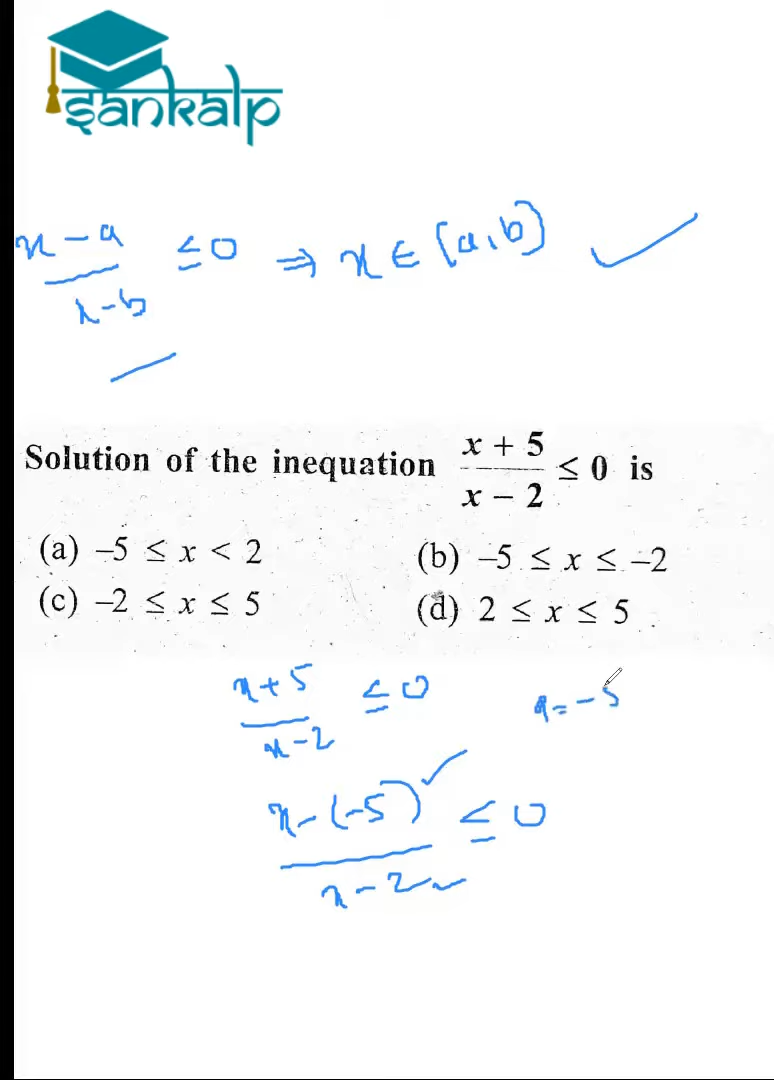 sankalp
x - a / x - b ≤ 0 ⇒ x ∈ [a, b)
Solution of the inequation x + 5 / x − 2 ≤ 0 is
(a) –5 ≤ x < 2
(b) –5 ≤ x ≤ –2
(c) –2 ≤ x ≤ 5
(d) 2 ≤ x ≤ 5
x + 5 / x - 2 ≤ 0
a = - 5
x - (-5) / x - 2 ≤ 0